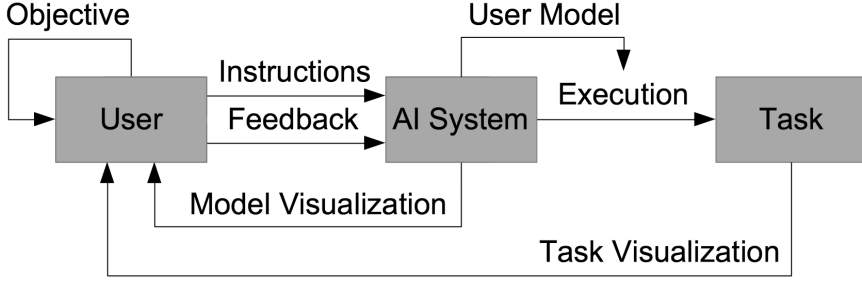 Objective
User Model
Instructions
Execution
User
Feedback
AI System
Task
Model Visualization
Task Visualization